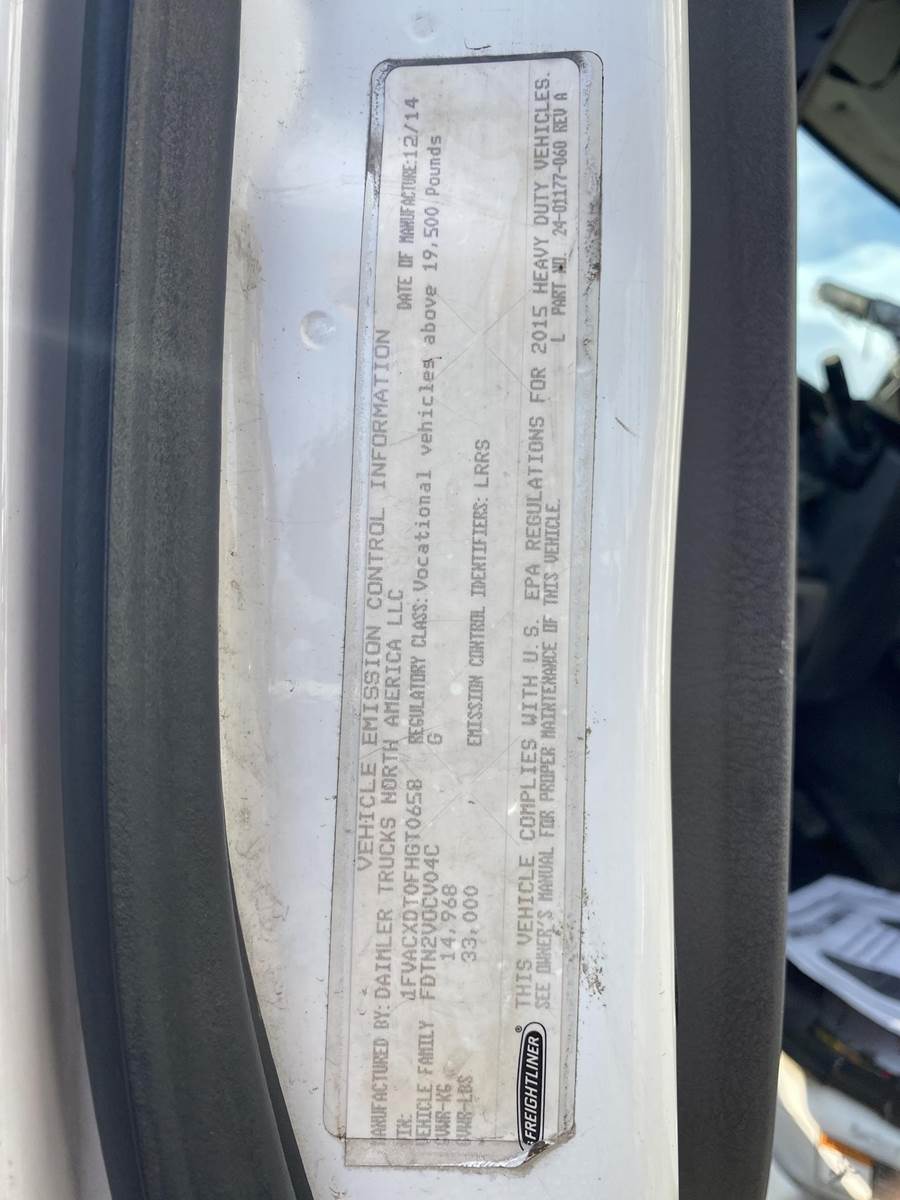 VEHICLE EMISSION CONTROL INFORMATION
MANUFACTURED BY: DAIMLER TRUCKS NORTH AMERICA LLC DATE OF MANUFACTURE: 12/14
VIN: 1FVACXDT0FHGT0658 REGULATORY CLASS: Vocational vehicles above 19,500 Pounds
VEHICLE FAMILY FDTN2VOCV04C G
GVWR-KG 14,968
GVWR-LBS 33,000 EMISSION CONTROL IDENTIFIERS: LRRS
THIS VEHICLE COMPLIES WITH U.S. EPA REGULATIONS FOR 2015 HEAVY DUTY VEHICLES.
SEE OWNER'S MANUAL FOR PROPER MAINTENANCE OF THIS VEHICLE. L PART NO. 24-01177-060 REV A
FREIGHTLINER®